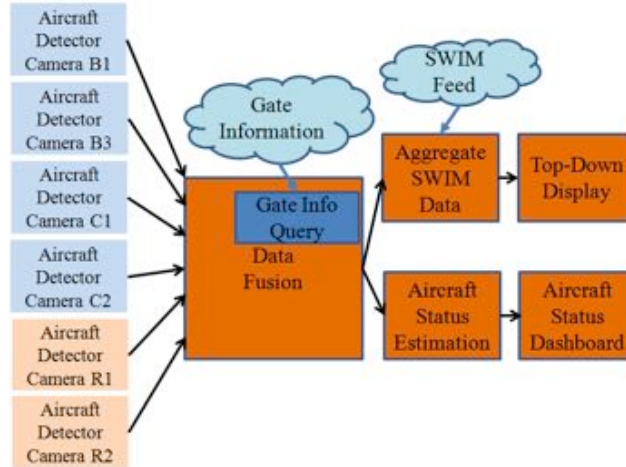 Aircraft
Detector
Camera B1
Aircraft
Detector
Camera B3
Aircraft
Detector
Camera C1
Aircraft
Detector
Camera C2
Aircraft
Detector
Camera R1
Aircraft
Detector
Camera R2
Gate
Information
Gate Info
Query
Data
Fusion
SWIM
Feed
Aggregate
SWIM
Data
Top-Down
Display
Aircraft
Status
Estimation
Aircraft
Status
Dashboard